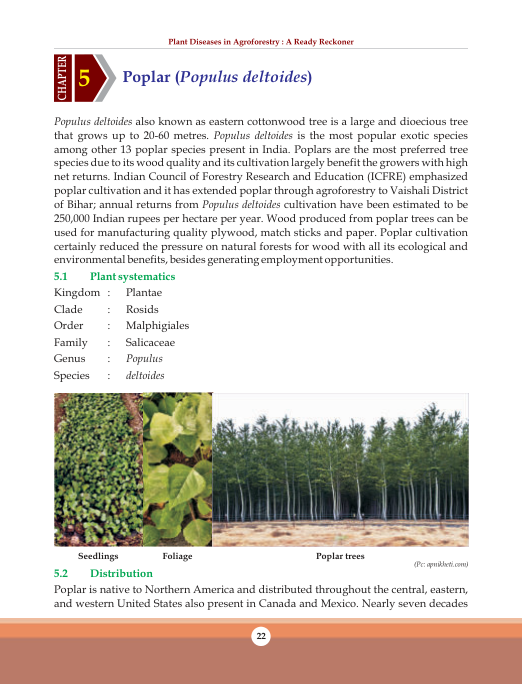 Plant Diseases in Agroforestry : A Ready Reckoner
CHAPTER
5
Poplar (Populus deltoides)
Populus deltoides also known as eastern cottonwood tree is a large and dioecious tree
that grows up to 20-60 metres. Populus deltoides is the most popular exotic species
among other 13 poplar species present in India. Poplars are the most preferred tree
species due to its wood quality and its cultivation largely benefit the growers with high
net returns. Indian Council of Forestry Research and Education (ICFRE) emphasized
poplar cultivation and it has extended poplar through agroforestry to Vaishali District
of Bihar; annual returns from Populus deltoides cultivation have been estimated to be
250,000 Indian rupees per hectare per year. Wood produced from poplar trees can be
used for manufacturing quality plywood, match sticks and paper. Poplar cultivation
certainly reduced the pressure on natural forests for wood with all its ecological and
environmental benefits, besides generating employment opportunities.
5.1 Plant systematics
Kingdom : Plantae
Clade : Rosids
Order : Malphigiales
Family : Salicaceae
Genus : Populus
Species : deltoides
Seedlings Foliage Poplar trees
(Pc: apnikheti.com)
5.2 Distribution
Poplar is native to Northern America and distributed throughout the central, eastern,
and western United States also present in Canada and Mexico. Nearly seven decades
22